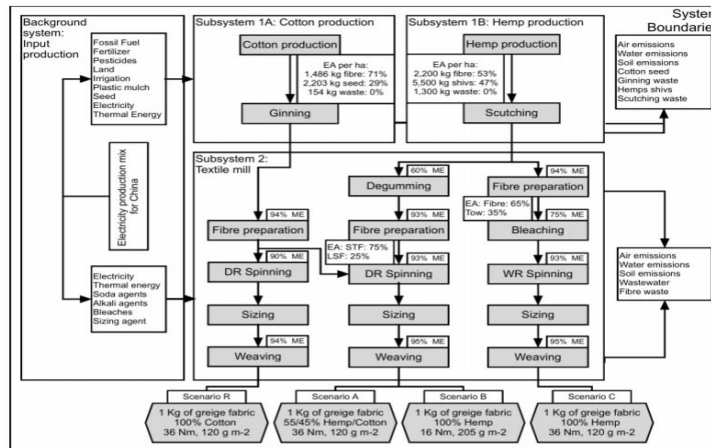 Background
system: Input
production
Fossil Fuel
Fertilizer
Pesticides
Land
Irrigation
Plastic mulch
Seed
Electricity
Thermal Energy
Electricity production mix
for China
Electricity
Thermal energy
Soda agents
Alkali agents
Bleaches
Sizing agent
Subsystem 1A: Cotton production
Cotton production
EA per ha:
1,486 kg fibre: 71%
2,203 kg seed: 29%
154 kg waste: 0%
Ginning
Subsystem 1B: Hemp production
Hemp production
EA per ha:
2,200 kg fibre: 53%
5,500 kg shivs: 47%
1,300 kg waste: 0%
Scutching
System
Boundaries
Air emissions
Water emissions
Soil emissions
Cotton seed
Ginning waste
Hemps shivs
Scutching waste
Subsystem 2:
Textile mill
94% ME
Fibre preparation
90% ME
DR Spinning
Sizing
94% ME
Weaving
60% ME
Degumming
93% ME
Fibre preparation
EA: STF: 75%
LSF: 25%
93% ME
DR Spinning
Sizing
95% ME
Weaving
94% ME
Fibre preparation
EA: Fibre: 65%
Tow: 35%
75% ME
Bleaching
93% ME
WR Spinning
Sizing
95% ME
Weaving
Air emissions
Water emissions
Soil emissions
Wastewater
Fibre waste
Scenario R
1 Kg of greige fabric
100% Cotton
36 Nm, 120 g m-2
Scenario A
1 Kg of greige fabric
55/45% Hemp/Cotton
36 Nm, 120 g m-2
Scenario B
1 Kg of greige fabric
100% Hemp
16 Nm, 205 g m-2
Scenario C
1 Kg of greige fabric
100% Hemp
36 Nm, 120 g m-2